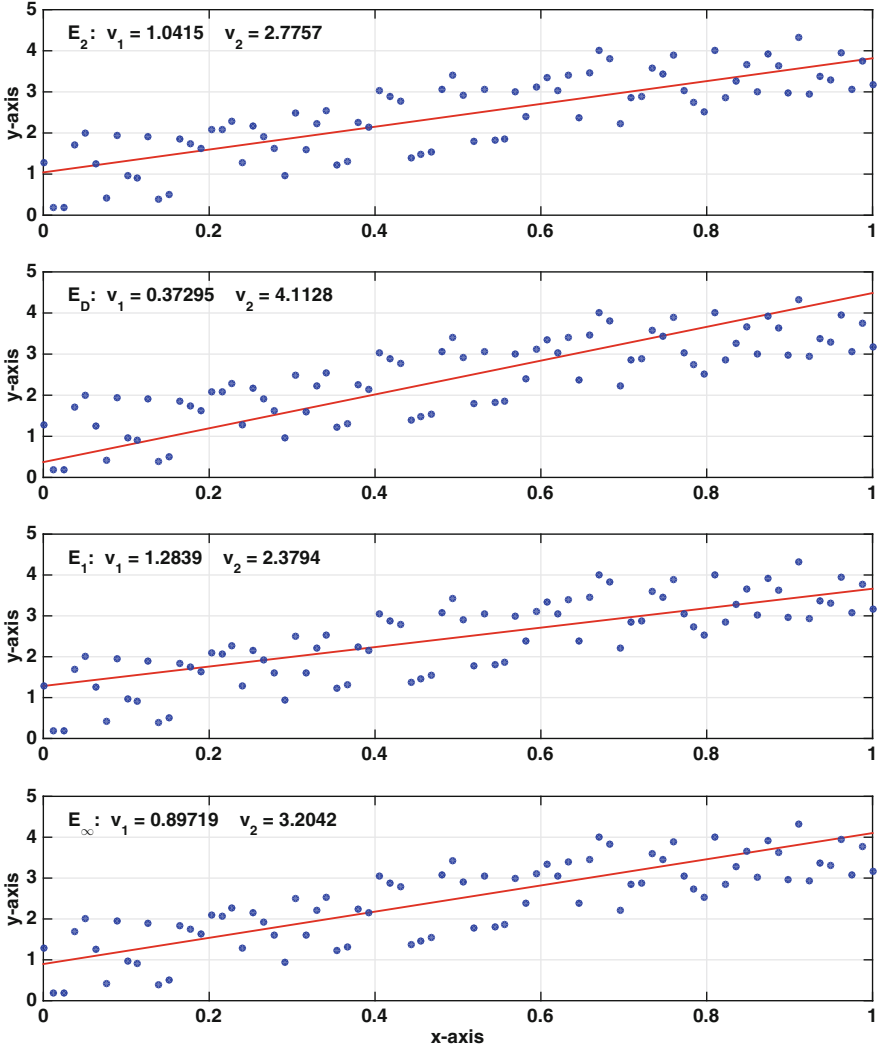 E2: v1 = 1.0415 v2 = 2.7757
5
4
3
2
1
0
y-axis
0 0.2 0.4 0.6 0.8 1
ED: v1 = 0.37295 v2 = 4.1128
5
4
3
2
1
0
y-axis
0 0.2 0.4 0.6 0.8 1
E1: v1 = 1.2839 v2 = 2.3794
5
4
3
2
1
0
y-axis
0 0.2 0.4 0.6 0.8 1
E∞: v1 = 0.89719 v2 = 3.2042
5
4
3
2
1
0
y-axis
0 0.2 0.4 0.6 0.8 1
x-axis